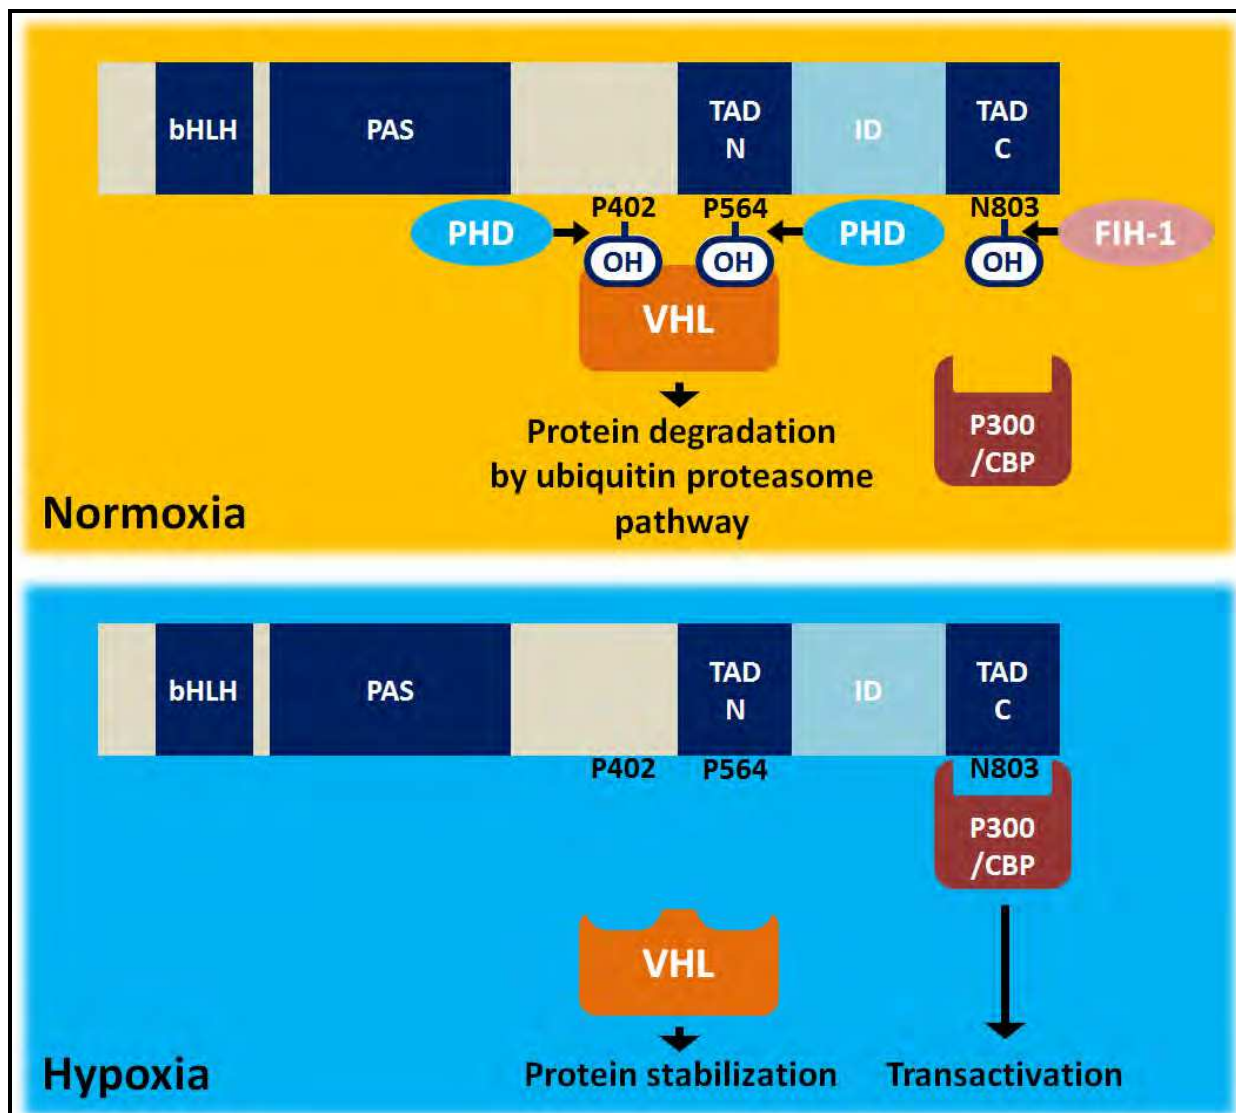 bHLH
PAS
TAD
N
ID
TAD
C
P402
P564
N803
PHD
PHD
FIH-1
OH
OH
OH
VHL
P300
/CBP
Protein degradation
by ubiquitin proteasome
pathway
Normoxia
bHLH
PAS
TAD
N
ID
TAD
C
P402
P564
N803
P300
/CBP
VHL
Protein stabilization
Transactivation
Hypoxia